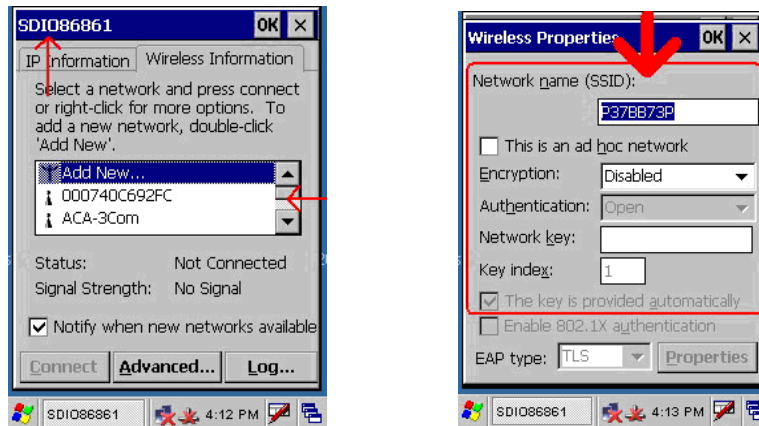 SDIO86861 OK ×
IP Information Wireless Information
Select a network and press connect
or right-click for more options. To
add a new network, double-click
'Add New'.
Add New...
000740C692FC
ACA-3Com
Status: Not Connected
Signal Strength: No Signal
Notify when new networks available
Connect Advanced... Log...
SDIO86861 4:12 PM
Wireless Properties OK ×
Network name (SSID):
P37BB73P
This is an ad hoc network
Encryption: Disabled
Authentication: Open
Network key:
Key index: 1
The key is provided automatically
Enable 802.1X authentication
EAP type: TLS Properties
SDIO86861 4:13 PM